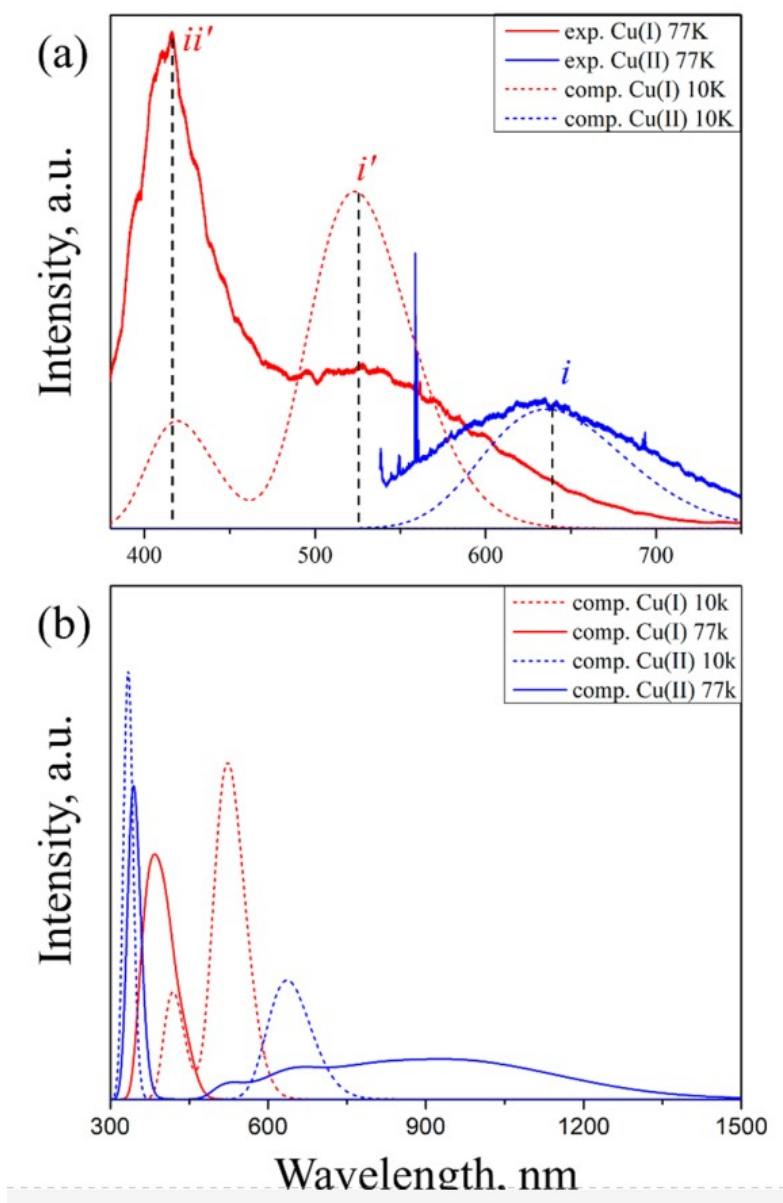 (a)
ii'
i'
i
exp. Cu(I) 77K
exp. Cu(II) 77K
comp. Cu(I) 10K
comp. Cu(II) 10K
Intensity, a.u.
400 500 600 700
(b)
comp. Cu(I) 10k
comp. Cu(I) 77k
comp. Cu(II) 10k
comp. Cu(II) 77k
Intensity, a.u.
300 600 900 1200 1500
Wavelength, nm